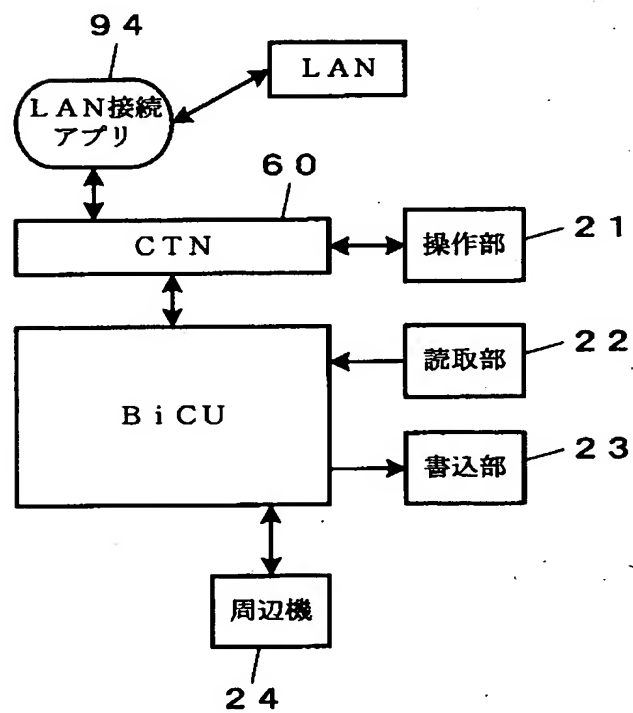 94
LAN接続
アプリ
LAN
60
CTN
操作部
21
BiCU
読取部
22
書込部
23
周辺機
24